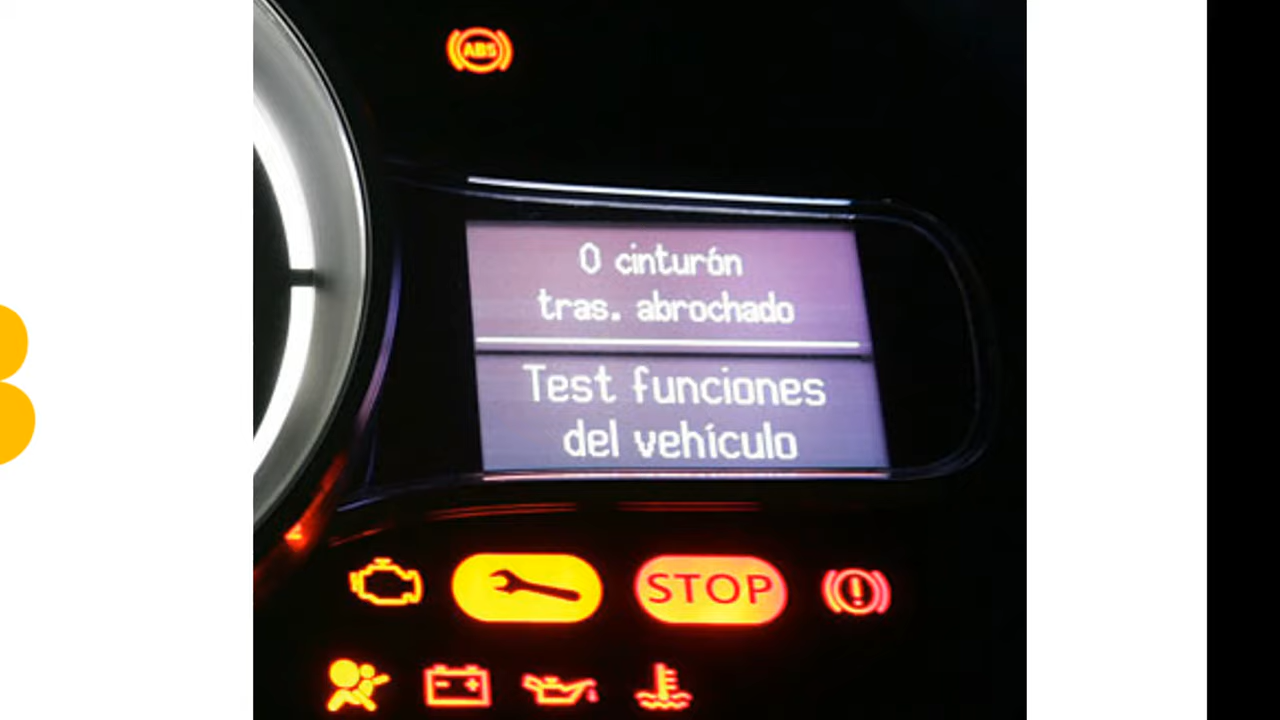 ABS
0 cinturón
tras. abrochado
Test funciones
del vehículo
STOP